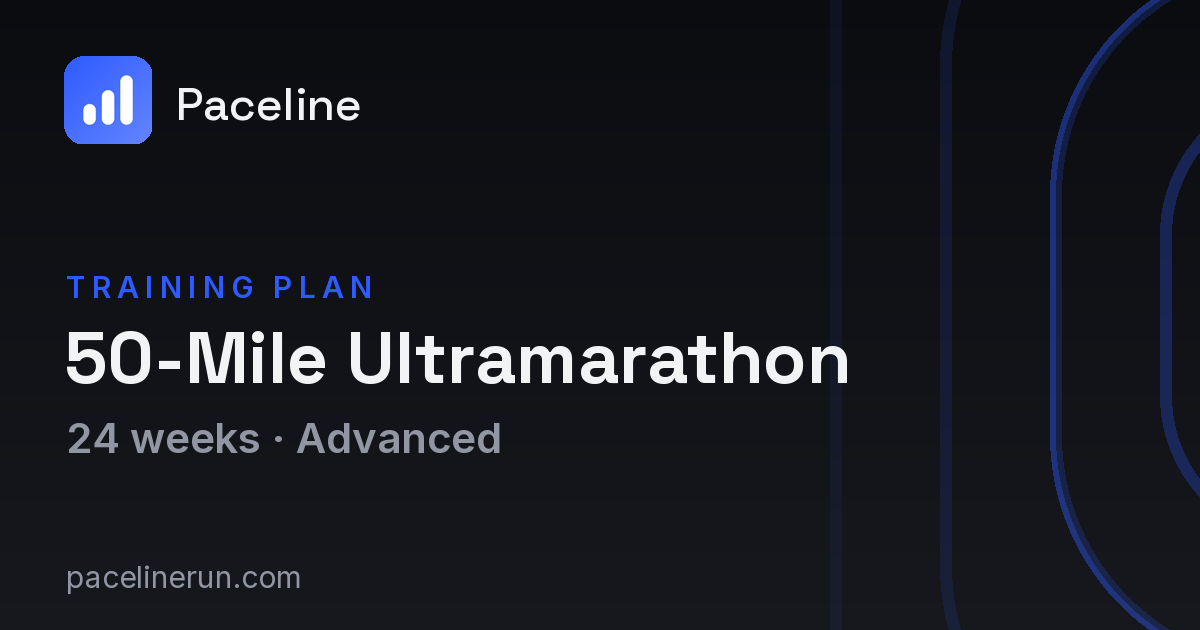 Paceline
TRAINING PLAN
50-Mile Ultramarathon
24 weeks · Advanced
pacelinerun.com